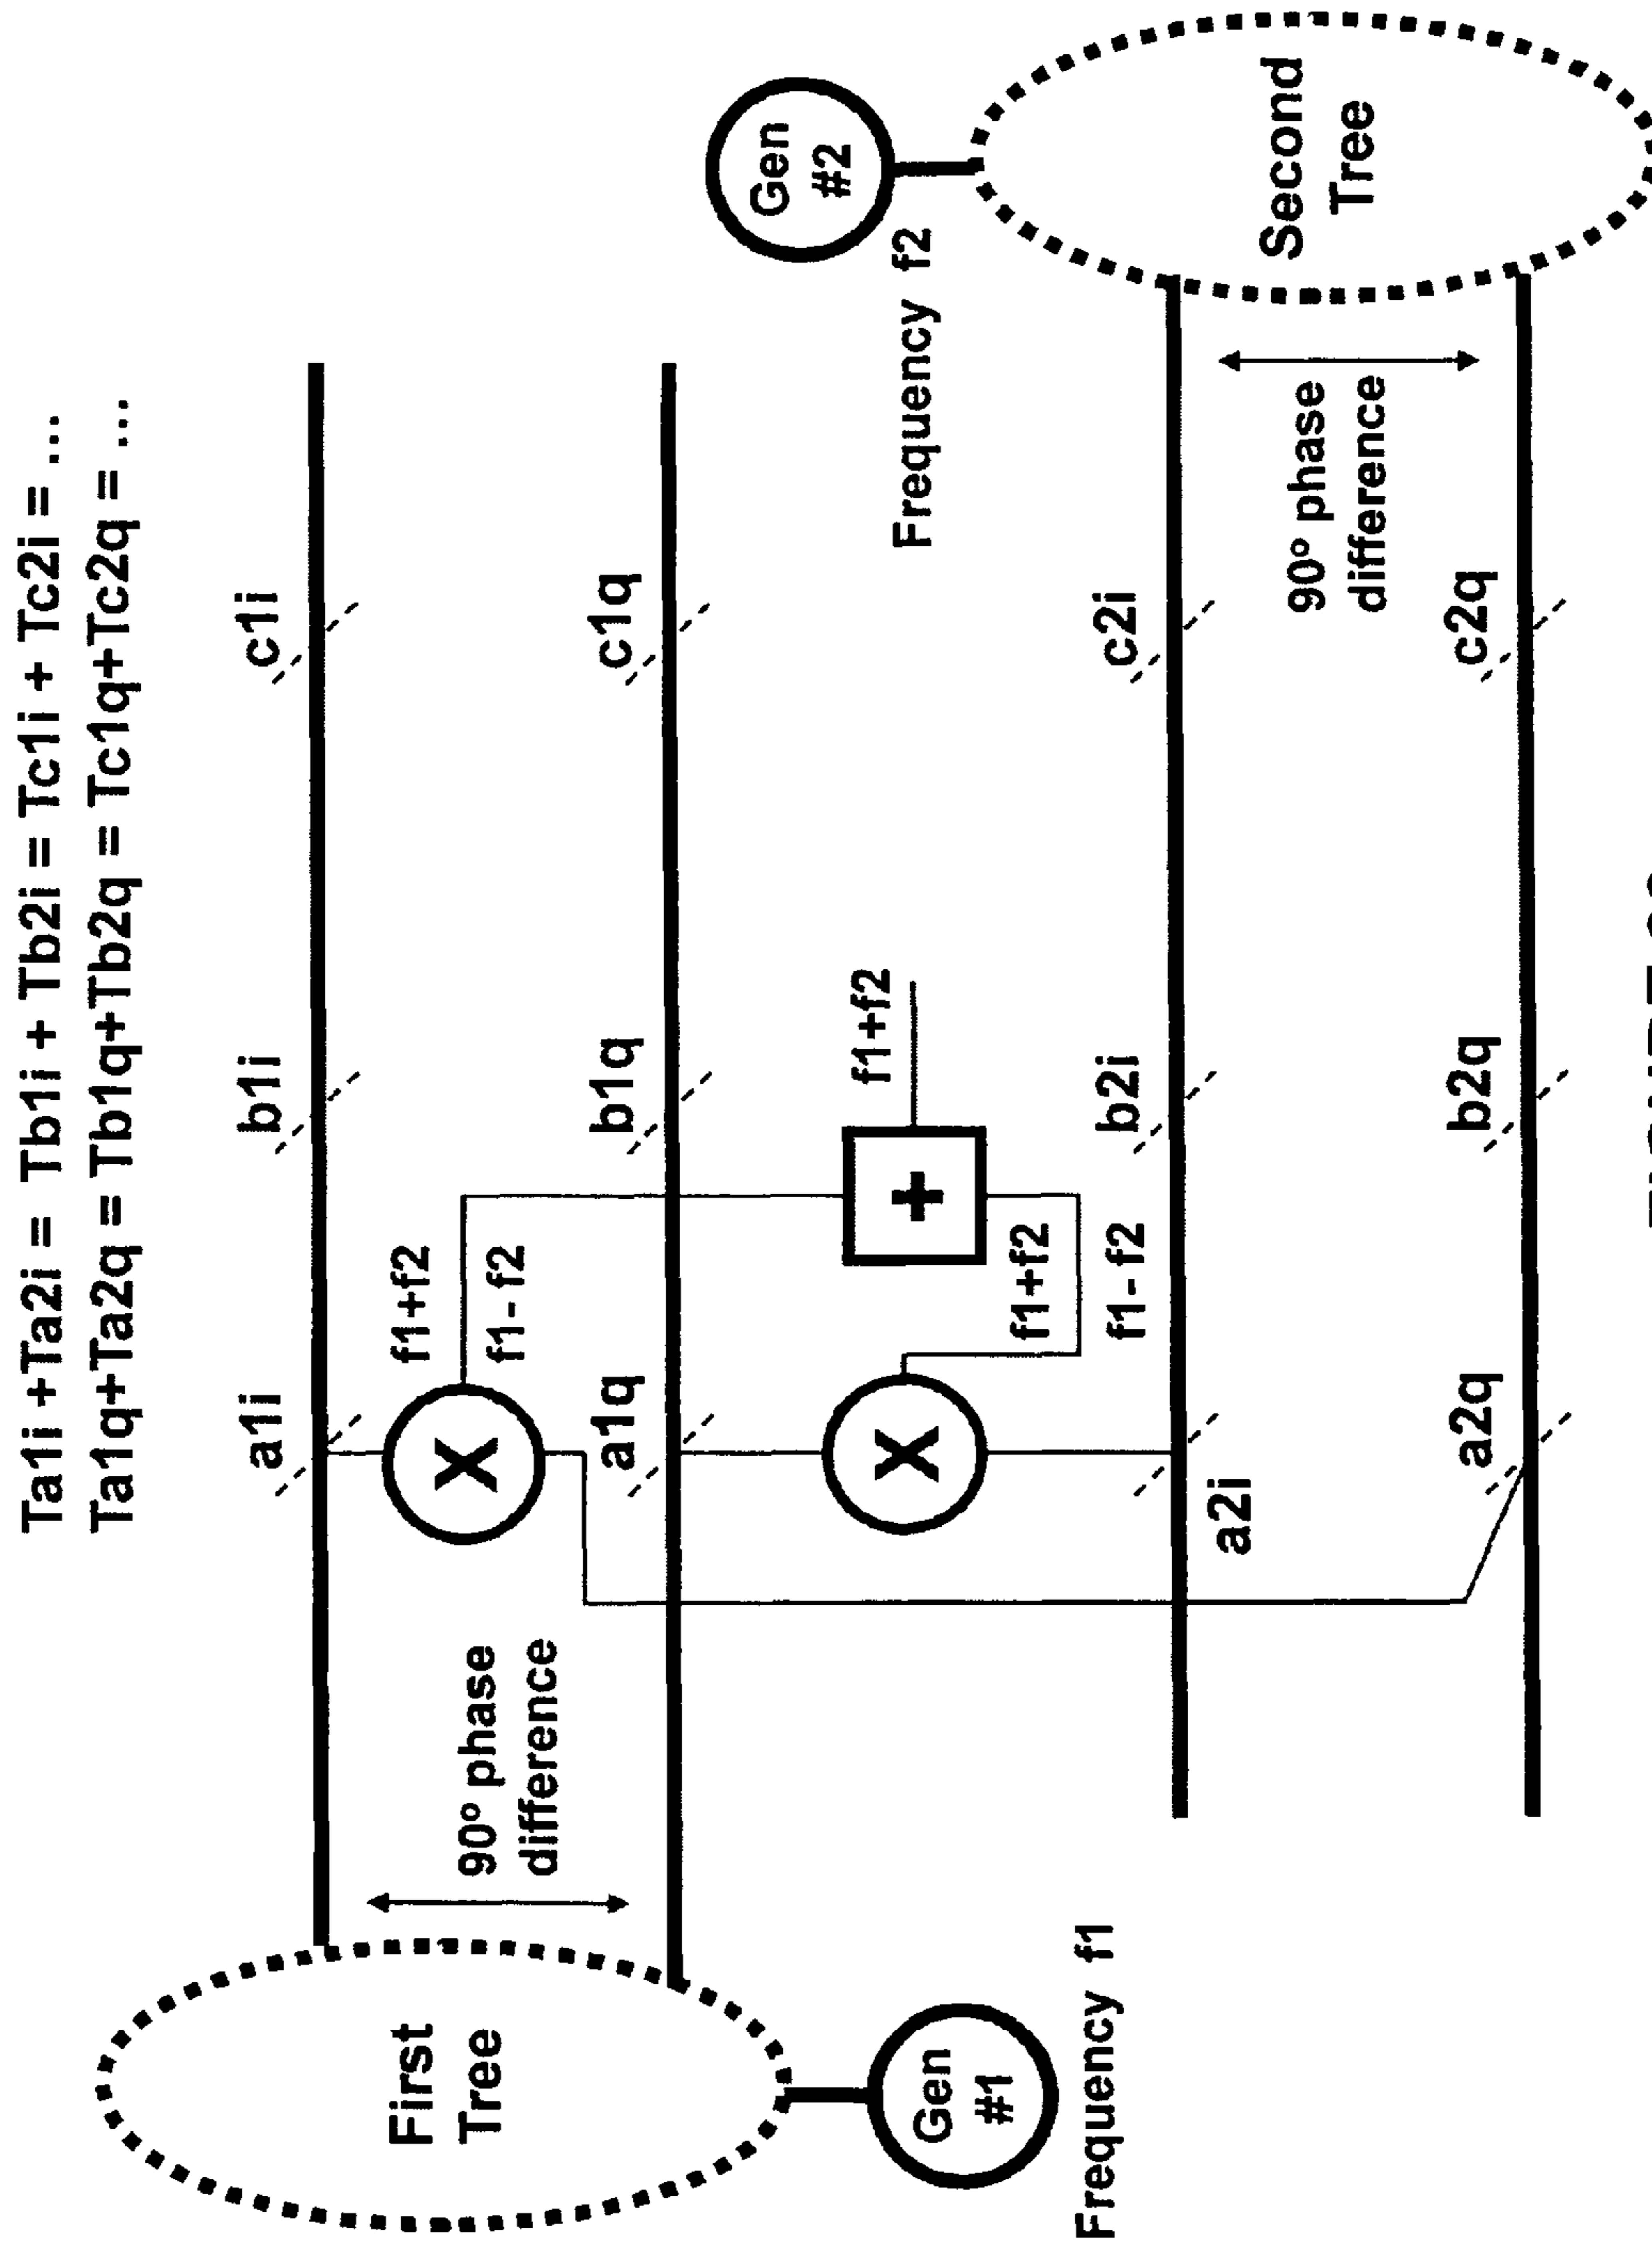 Ta1i +Ta2i = Tb1i + Tb2i = Tc1i + Tc2i = ...
Ta1q+Ta2q = Tb1q+Tb2q = Tc1q+Tc2q = ...
a1i
b1i
c1i
First
Tree
90º phase
difference
X
f1+f2
f1- f2
a1q
b1q
c1q
Gen
#1
Frequency f1
X
+
f1+f2
f1+f2
f1- f2
Gen
#2
Frequency f2
a2i
b2i
c2i
90º phase
difference
Second
Tree
a2q
b2q
c2q